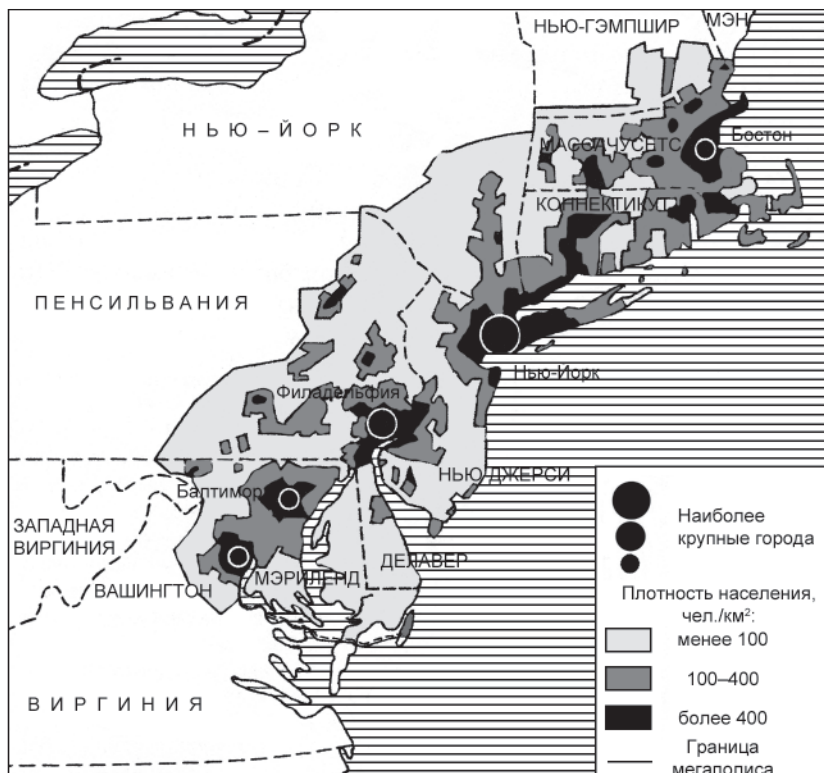 НЬЮ-ГЭМПШИР
МЭН
НЬЮ–ЙОРК
МАССАЧУСЕТС
Бостон
КОННЕКТИКУТ
ПЕНСИЛЬВАНИЯ
Нью-Йорк
Филадельфия
НЬЮ-ДЖЕРСИ
Балтимор
ЗАПАДНАЯ
ВИРГИНИЯ
ВАШИНГТОН
МЭРИЛЕНД
ДЕЛАВЕР
ВИРГИНИЯ
Наиболее
крупные города
Плотность населения,
чел./км²:
менее 100
100–400
более 400
Граница
мегаполиса